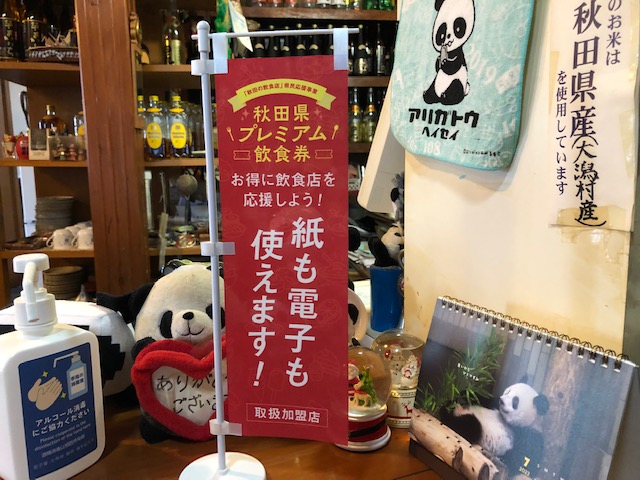 「秋田の飲食店」県民応援事業
秋田県
プレミアム
飲食券
お得に飲食店を
応援しよう!
紙も電子も
使えます!
取扱加盟店
アリガトウ
ヘイセイ
のお米は
秋田県産(大潟村産)
を使用しています
ありがとう
ございま
アルコール消毒
にご協力ください
7
2021